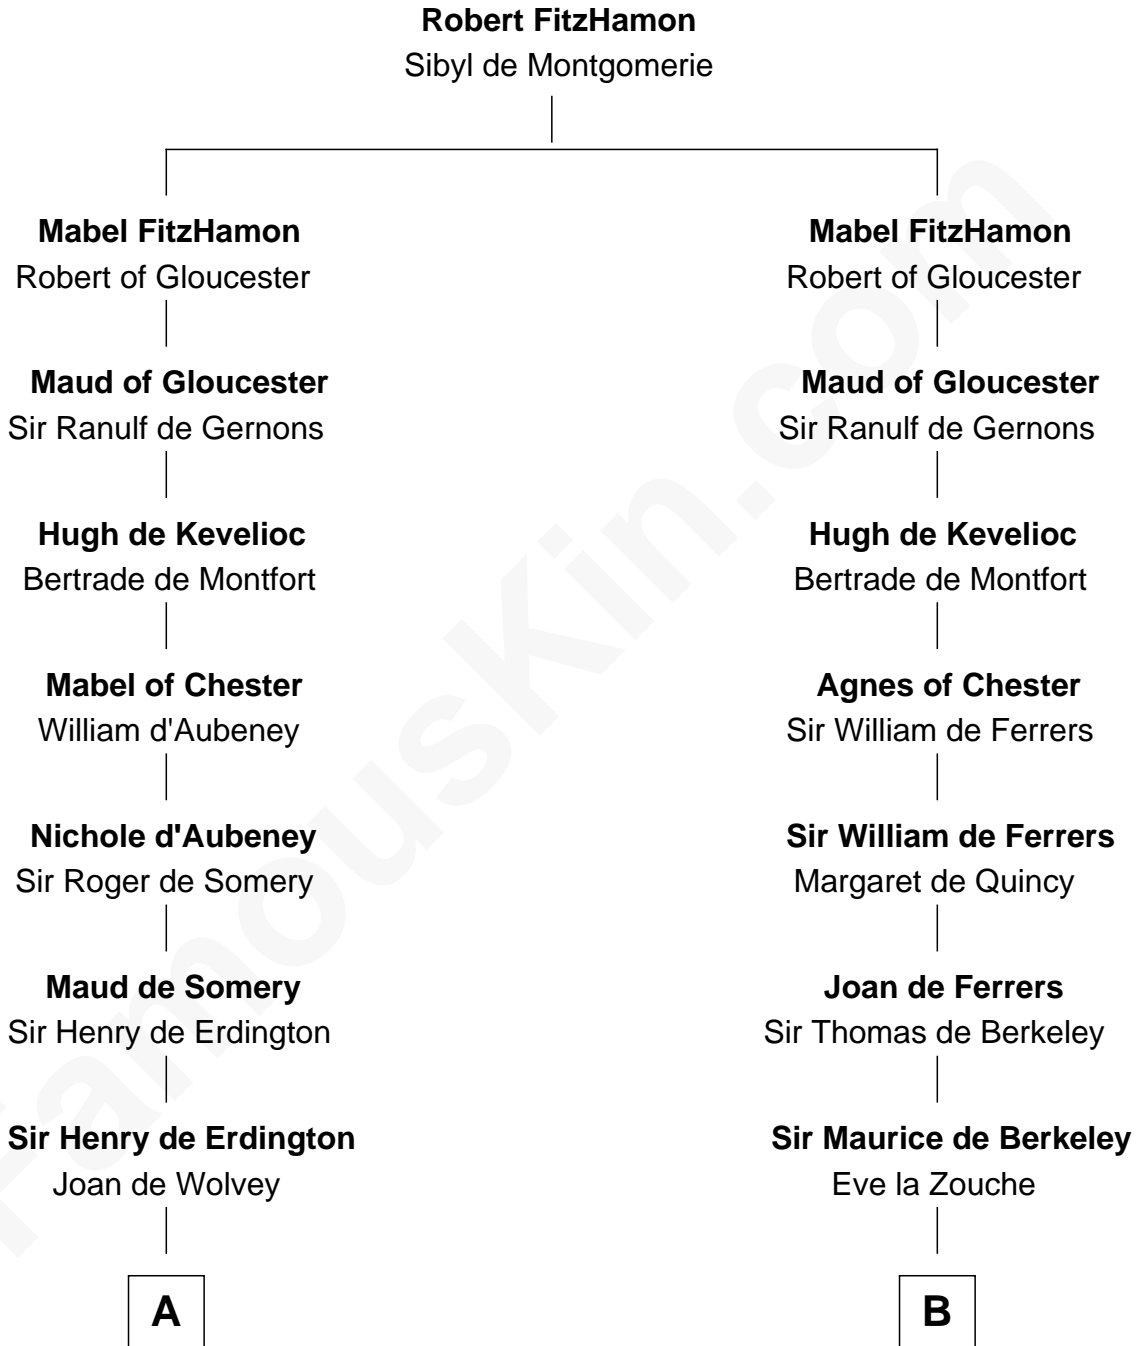 Robert FitzHamon
Sibyl de Montgomerie
Mabel FitzHamon
Robert of Gloucester
Maud of Gloucester
Sir Ranulf de Gernons
Hugh de Kevelioc
Bertrade de Montfort
Mabel of Chester
William d'Aubeney
Nichole d'Aubeney
Sir Roger de Somery
Maud de Somery
Sir Henry de Erdington
Sir Henry de Erdington
Joan de Wolvey
A
Mabel FitzHamon
Robert of Gloucester
Maud of Gloucester
Sir Ranulf de Gernons
Hugh de Kevelioc
Bertrade de Montfort
Agnes of Chester
Sir William de Ferrers
Sir William de Ferrers
Margaret de Quincy
Joan de Ferrers
Sir Thomas de Berkeley
Sir Maurice de Berkeley
Eve la Zouche
B
FamousKin.com